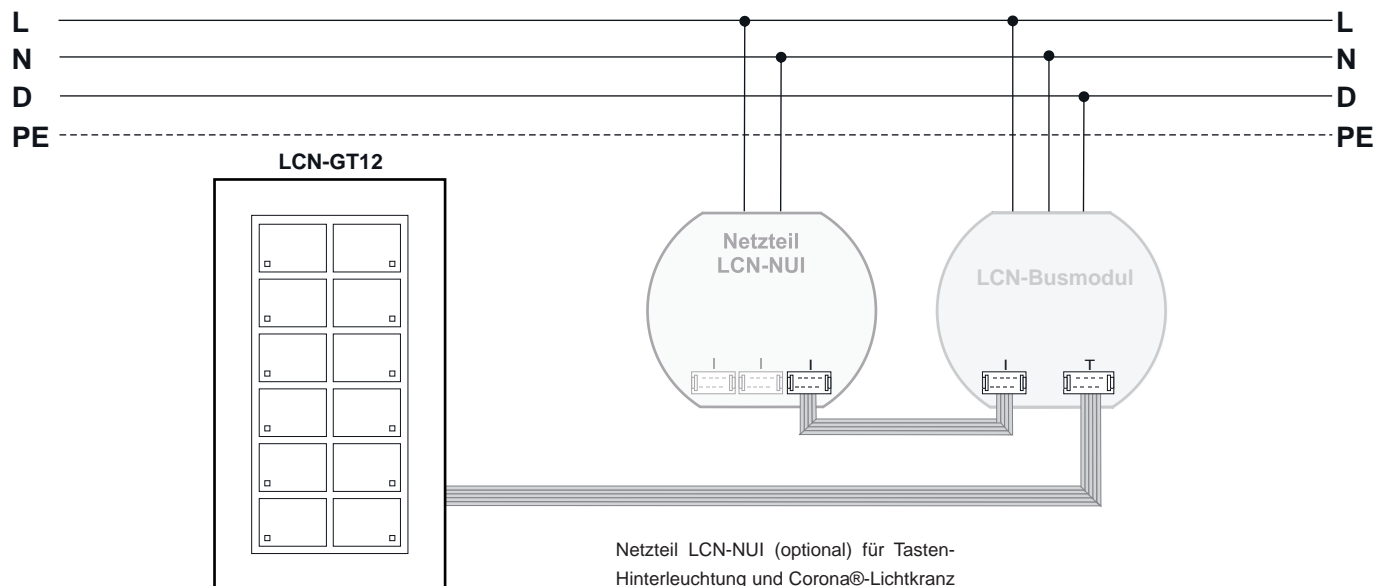 L L
N N
D D
PE PE
LCN-GT12
Netzteil
LCN-NUI
LCN-Busmodul
I I I I T
Netzteil LCN-NUI (optional) für Tasten-
Hinterleuchtung und Corona®-Lichtkranz